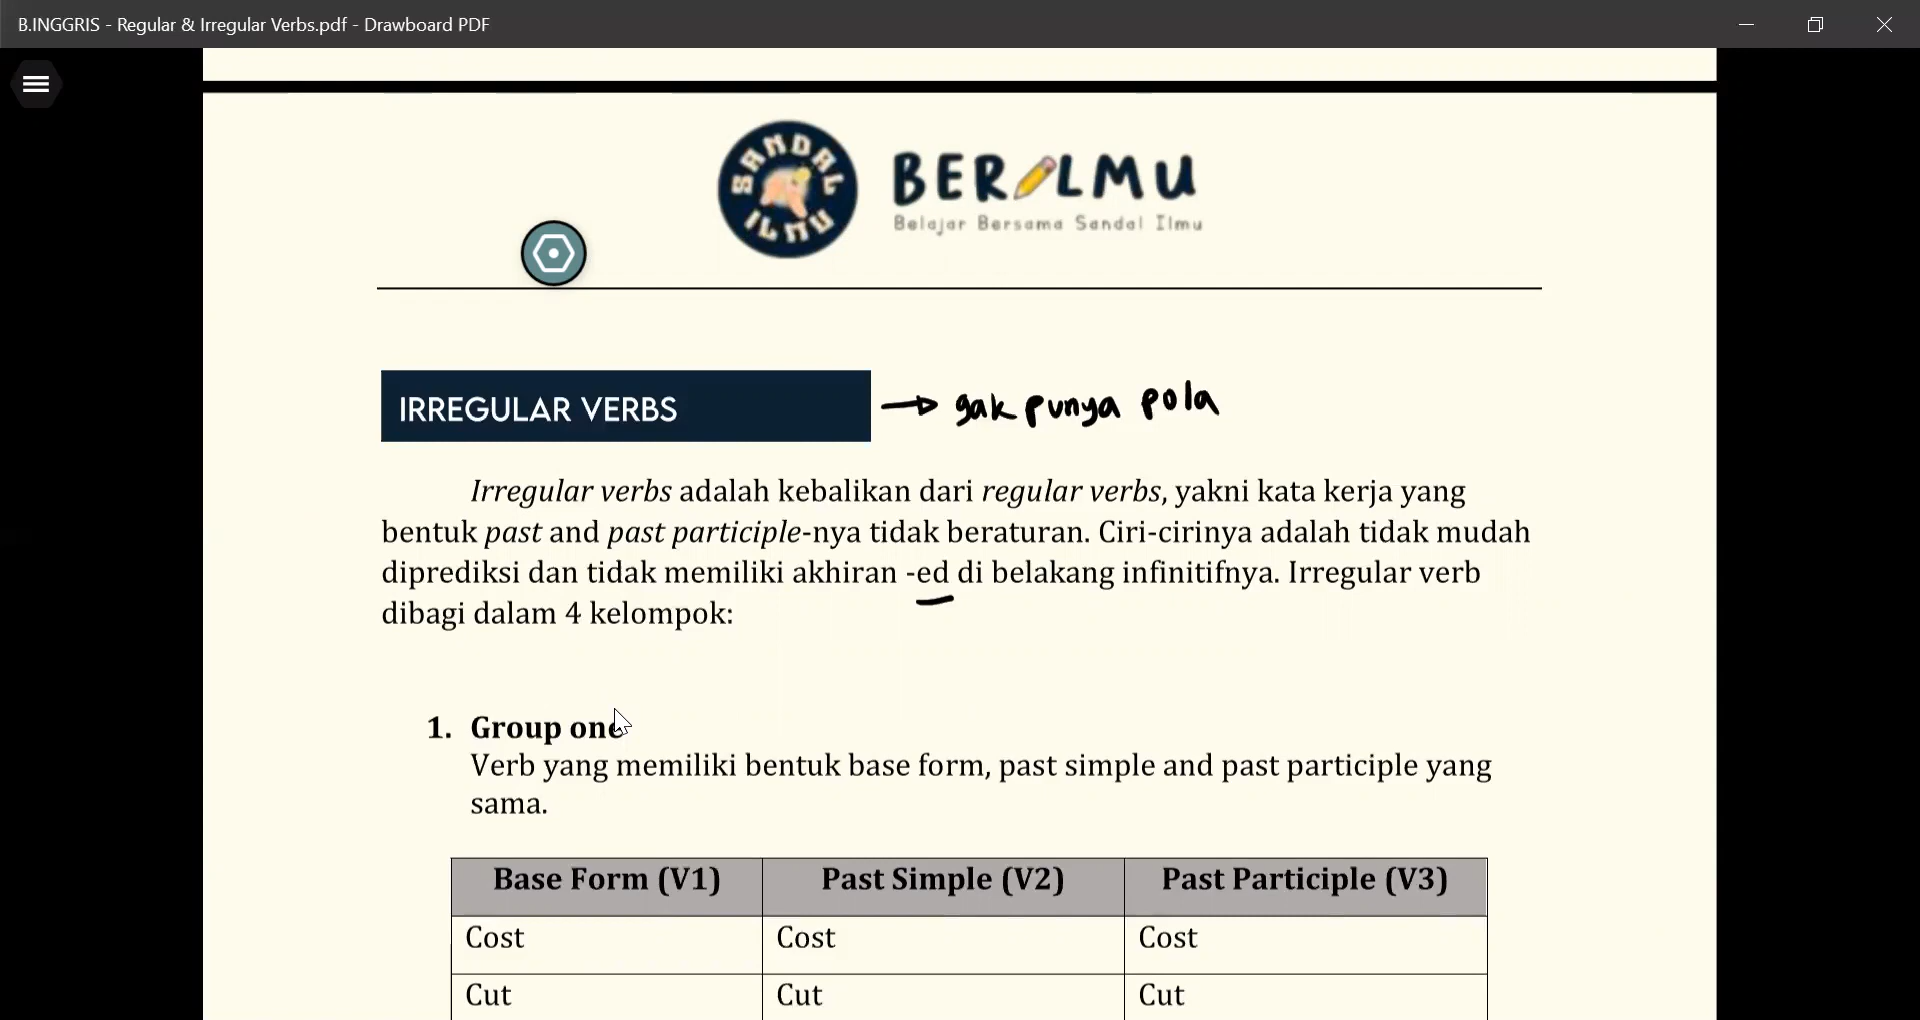 B.INGGRIS - Regular & Irregular Verbs.pdf - Drawboard PDF
SANDAL
ILMU
BERILMU
Belajar Bersama Sandal Ilmu
IRREGULAR VERBS → gak punya pola
Irregular verbs adalah kebalikan dari regular verbs, yakni kata kerja yang
bentuk past and past participle-nya tidak beraturan. Ciri-cirinya adalah tidak mudah
diprediksi dan tidak memiliki akhiran -ed di belakang infinitifnya. Irregular verb
dibagi dalam 4 kelompok:
1. Group one
Verb yang memiliki bentuk base form, past simple and past participle yang
sama.
Base Form (V1) Past Simple (V2) Past Participle (V3)
Cost Cost Cost
Cut Cut Cut